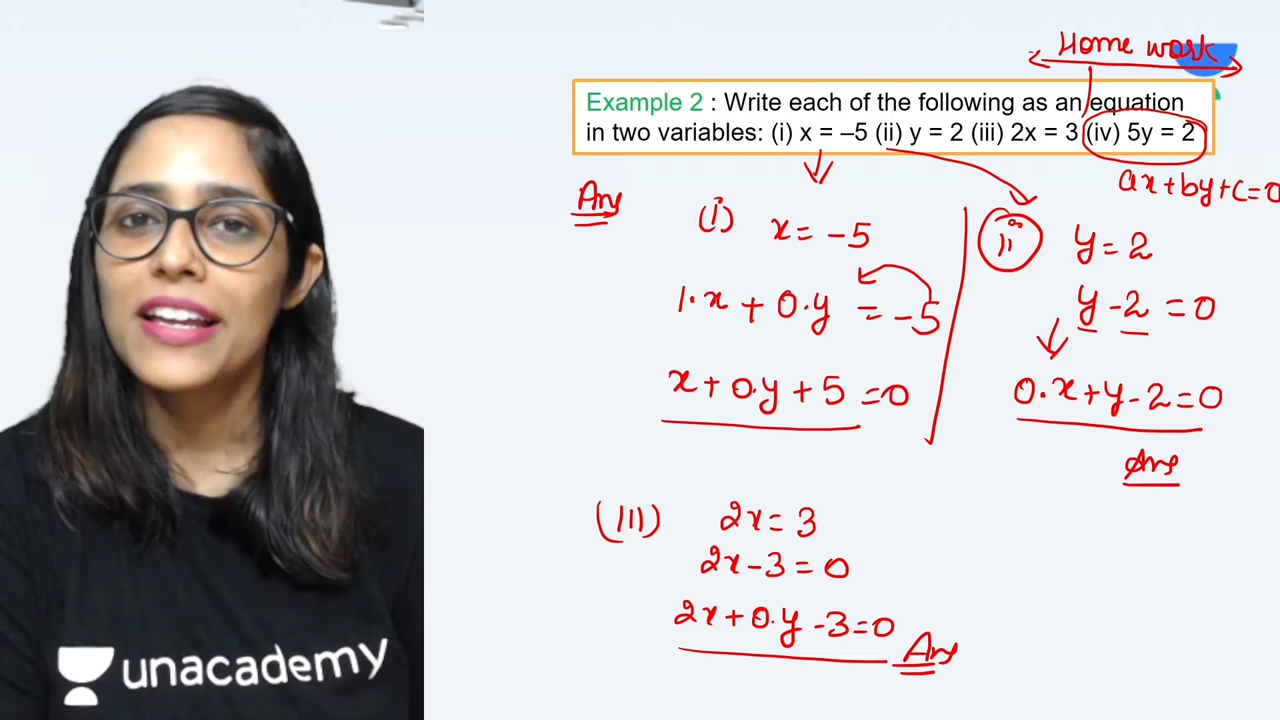 Home work
Example 2 : Write each of the following as an equation
in two variables: (i) x = –5 (ii) y = 2 (iii) 2x = 3 (iv) 5y = 2
ax+by+c=0
Ans
(i) x = -5
1.x + 0.y = -5
x + 0.y + 5 = 0
ii y = 2
y - 2 = 0
0.x + y - 2 = 0
Ans
(III) 2x = 3
2x - 3 = 0
2x + 0.y - 3 = 0
Ans
unacademy